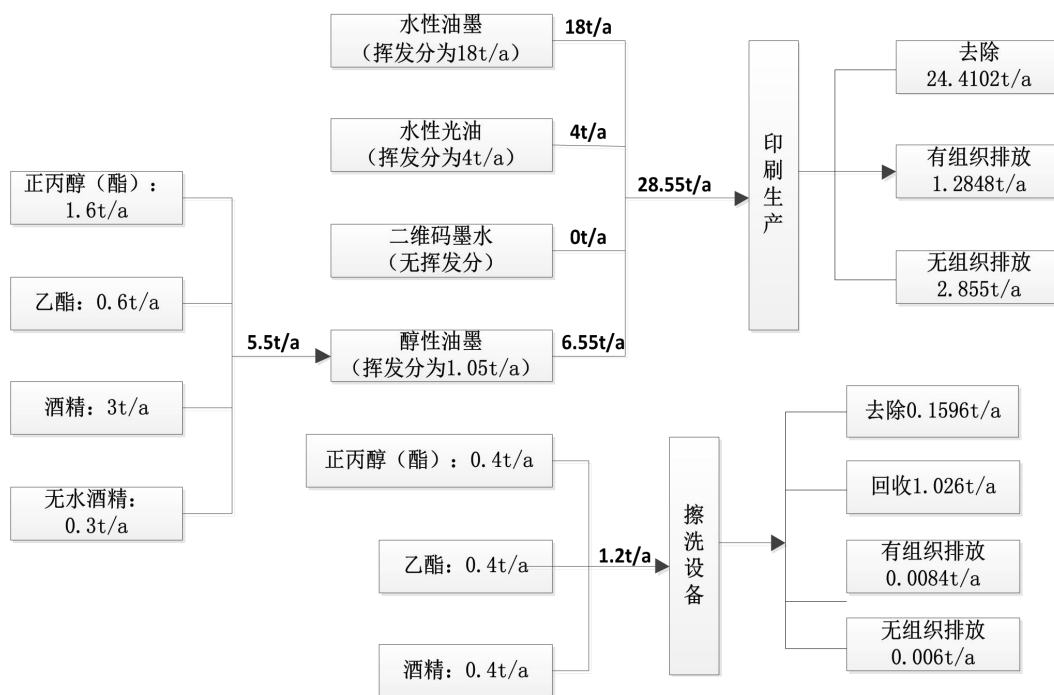 水性油墨
（挥发分为18t/a）
18t/a
水性光油
（挥发分为4t/a）
4t/a
二维码墨水
（无挥发分）
0t/a
正丙醇（酯）：
1.6t/a
乙酯：0.6t/a
酒精：3t/a
无水酒精：
0.3t/a
5.5t/a
醇性油墨
（挥发分为1.05t/a）
6.55t/a
28.55t/a
印刷生产
去除
24.4102t/a
有组织排放
1.2848t/a
无组织排放
2.855t/a
正丙醇（酯）：0.4t/a
乙酯：0.4t/a
酒精：0.4t/a
1.2t/a
擦洗设备
去除0.1596t/a
回收1.026t/a
有组织排放
0.0084t/a
无组织排放
0.006t/a